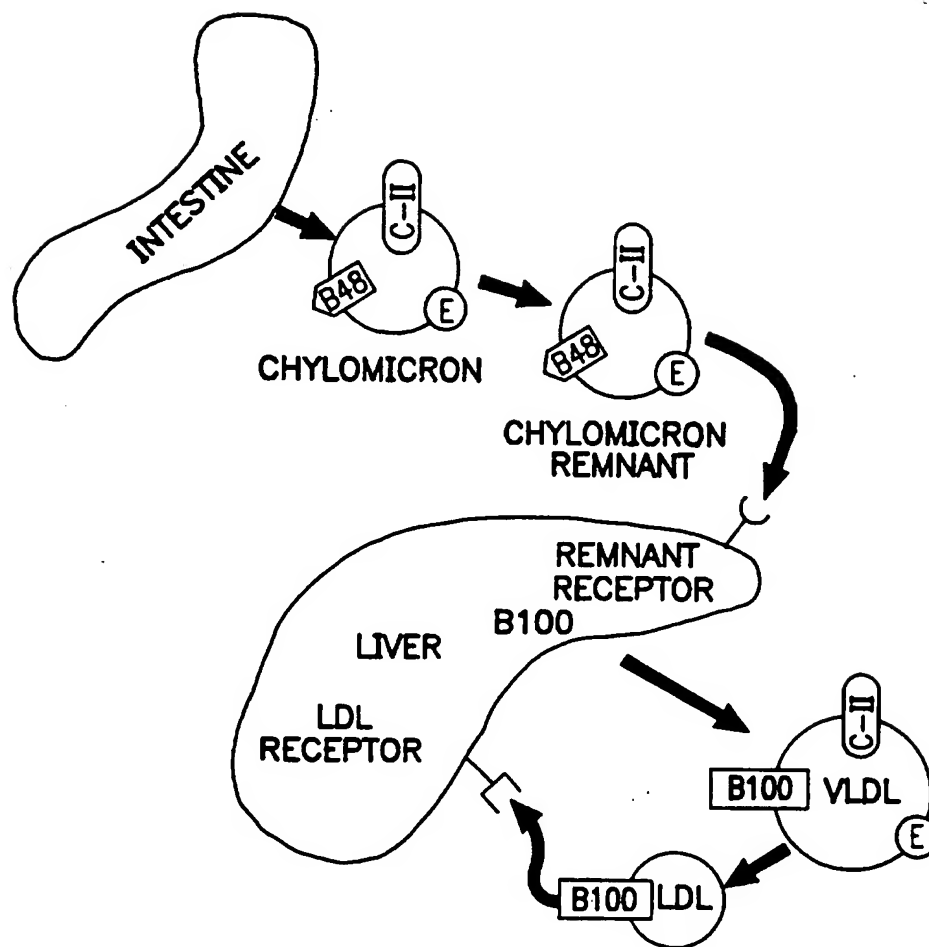 INTESTINE
C-II
B48
E
CHYLOMICRON
C-II
B48
E
CHYLOMICRON
REMNANT
REMNANT
RECEPTOR
B100
LIVER
LDL
RECEPTOR
C-II
B100
VLDL
E
B100
LDL